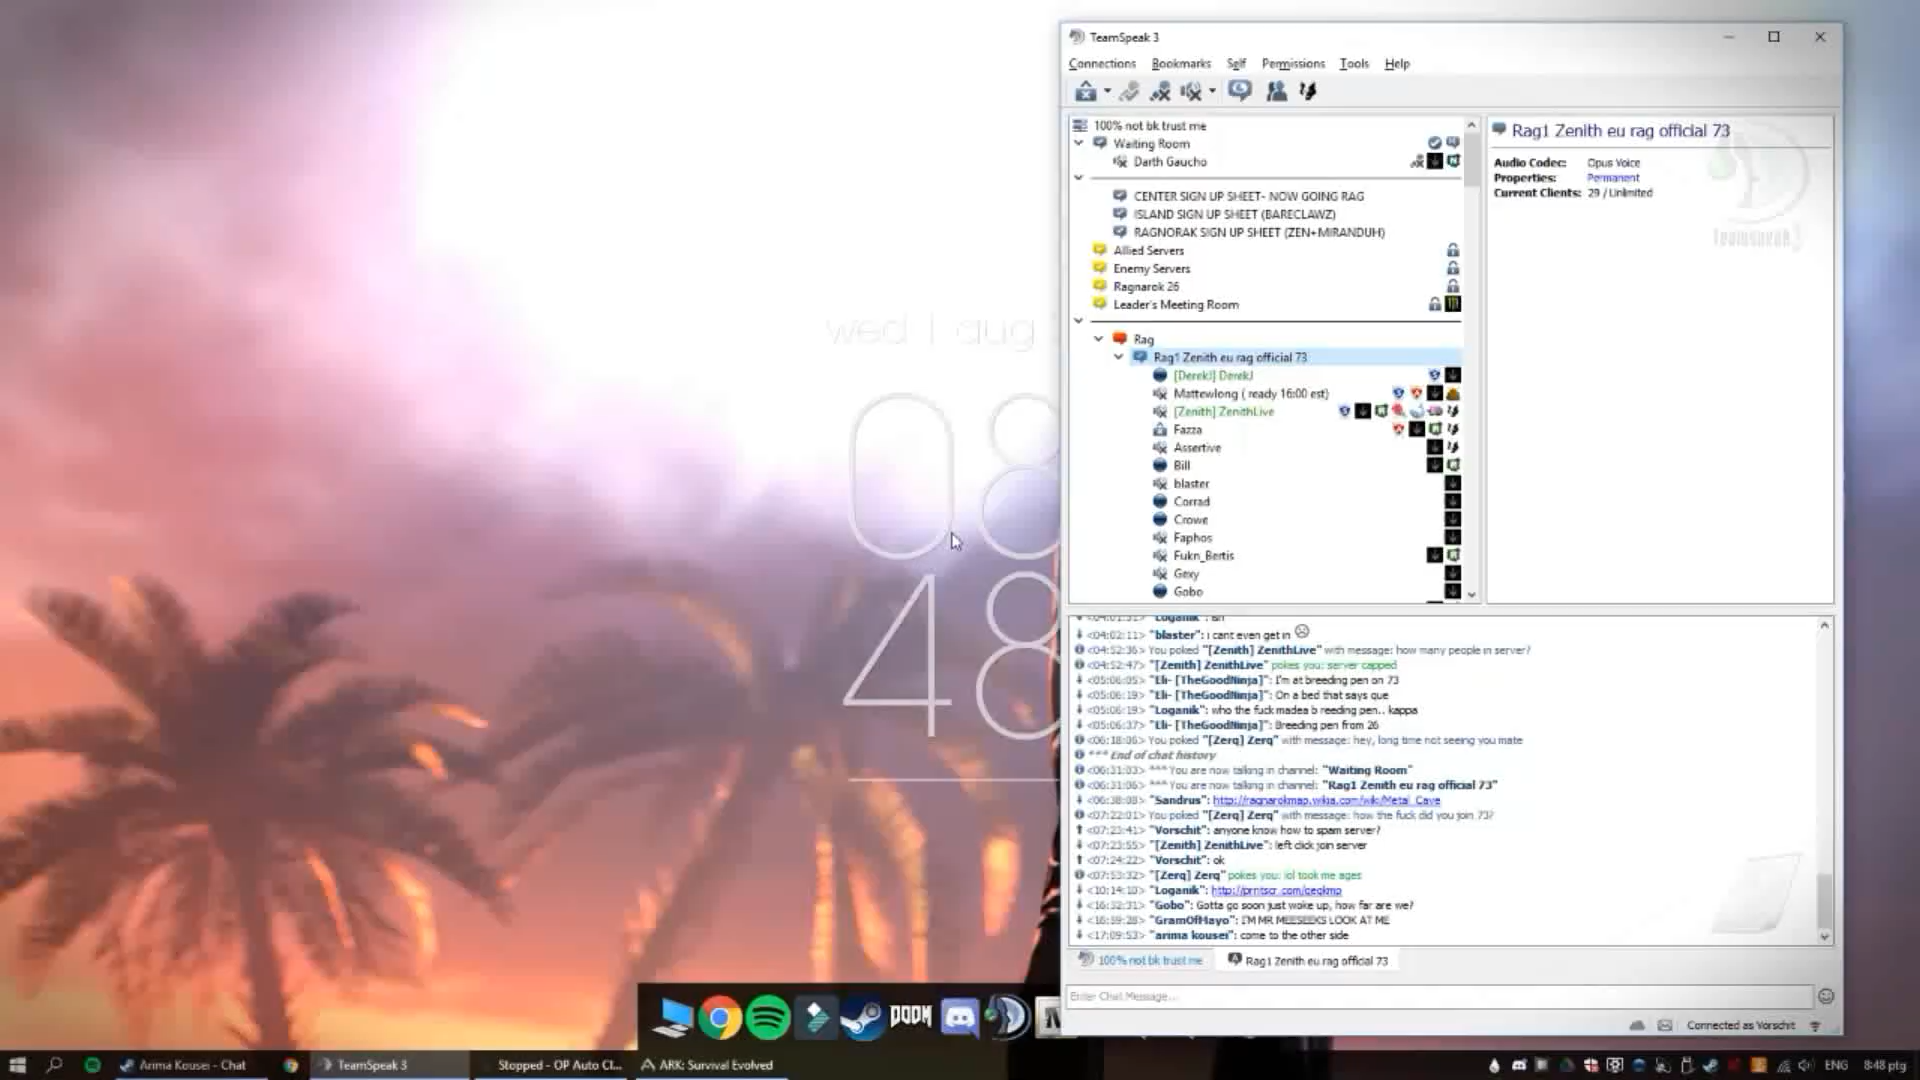 TeamSpeak 3
Connections Bookmarks Self Permissions Tools Help
100% not bk trust me
Waiting Room
Darth Gaucho
CENTER SIGN UP SHEET- NOW GOING RAG
ISLAND SIGN UP SHEET (BARECLAWZ)
RAGNORAK SIGN UP SHEET (ZEN+MIRANDUH)
Allied Servers
Enemy Servers
Ragnarok 26
Leader's Meeting Room
Rag
Rag1 Zenith eu rag official 73
[DerekJ] DerekJ
Mattewlong ( ready 16:00 est)
[Zenith] ZenithLive
Fazza
Assertive
Bill
blaster
Corrad
Crowe
Faphos
Fukn_Bertis
Gexy
Gobo
Rag1 Zenith eu rag official 73
Audio Codec: Opus Voice
Properties: Permanent
Current Clients: 29 / Unlimited
teamspeak 3
wed | aug
08
48
<04:02:11> "blaster": i cant even get in
<04:52:36> You poked "[Zenith] ZenithLive" with message: how many people in server?
<04:52:47> "[Zenith] ZenithLive" pokes you: server capped
<05:06:05> "Eli- [TheGoodNinja]": I'm at breeding pen on 73
<05:06:19> "Eli- [TheGoodNinja]": On a bed that says que
<05:06:19> "Loganik": who the fuck madea b reeding pen.. kappa
<05:06:37> "Eli- [TheGoodNinja]": Breeding pen from 26
<06:18:06> You poked "[Zerq] Zerq" with message: hey, long time not seeing you mate
*** End of chat history
<06:31:03> *** You are now talking in channel: "Waiting Room"
<06:31:06> *** You are now talking in channel: "Rag1 Zenith eu rag official 73"
<06:38:08> "Sandrus": http://ragnarokmap.wikia.com/wiki/Metal_Cave
<07:22:01> You poked "[Zerq] Zerq" with message: how the fuck did you join 73?
<07:23:41> "Vorschit": anyone know how to spam server?
<07:23:55> "[Zenith] ZenithLive": left click join server
<07:24:22> "Vorschit": ok
<07:53:32> "[Zerq] Zerq" pokes you: lol took me ages
<10:14:10> "Loganik":
<16:32:31> "Gobo": Gotta go soon just woke up, how far are we?
<16:59:28> "GramOfMayo": I'M MR MEESEEKS LOOK AT ME
<17:09:53> "arima kousei": come to the other side
100% not bk trust me Rag1 Zenith eu rag official 73
Enter Chat Message...
Connected as Vorschit
DOOM
Arima Kousei - Chat TeamSpeak 3 Stopped - OP Auto Cl... ARK: Survival Evolved ENG 8:48 ptg